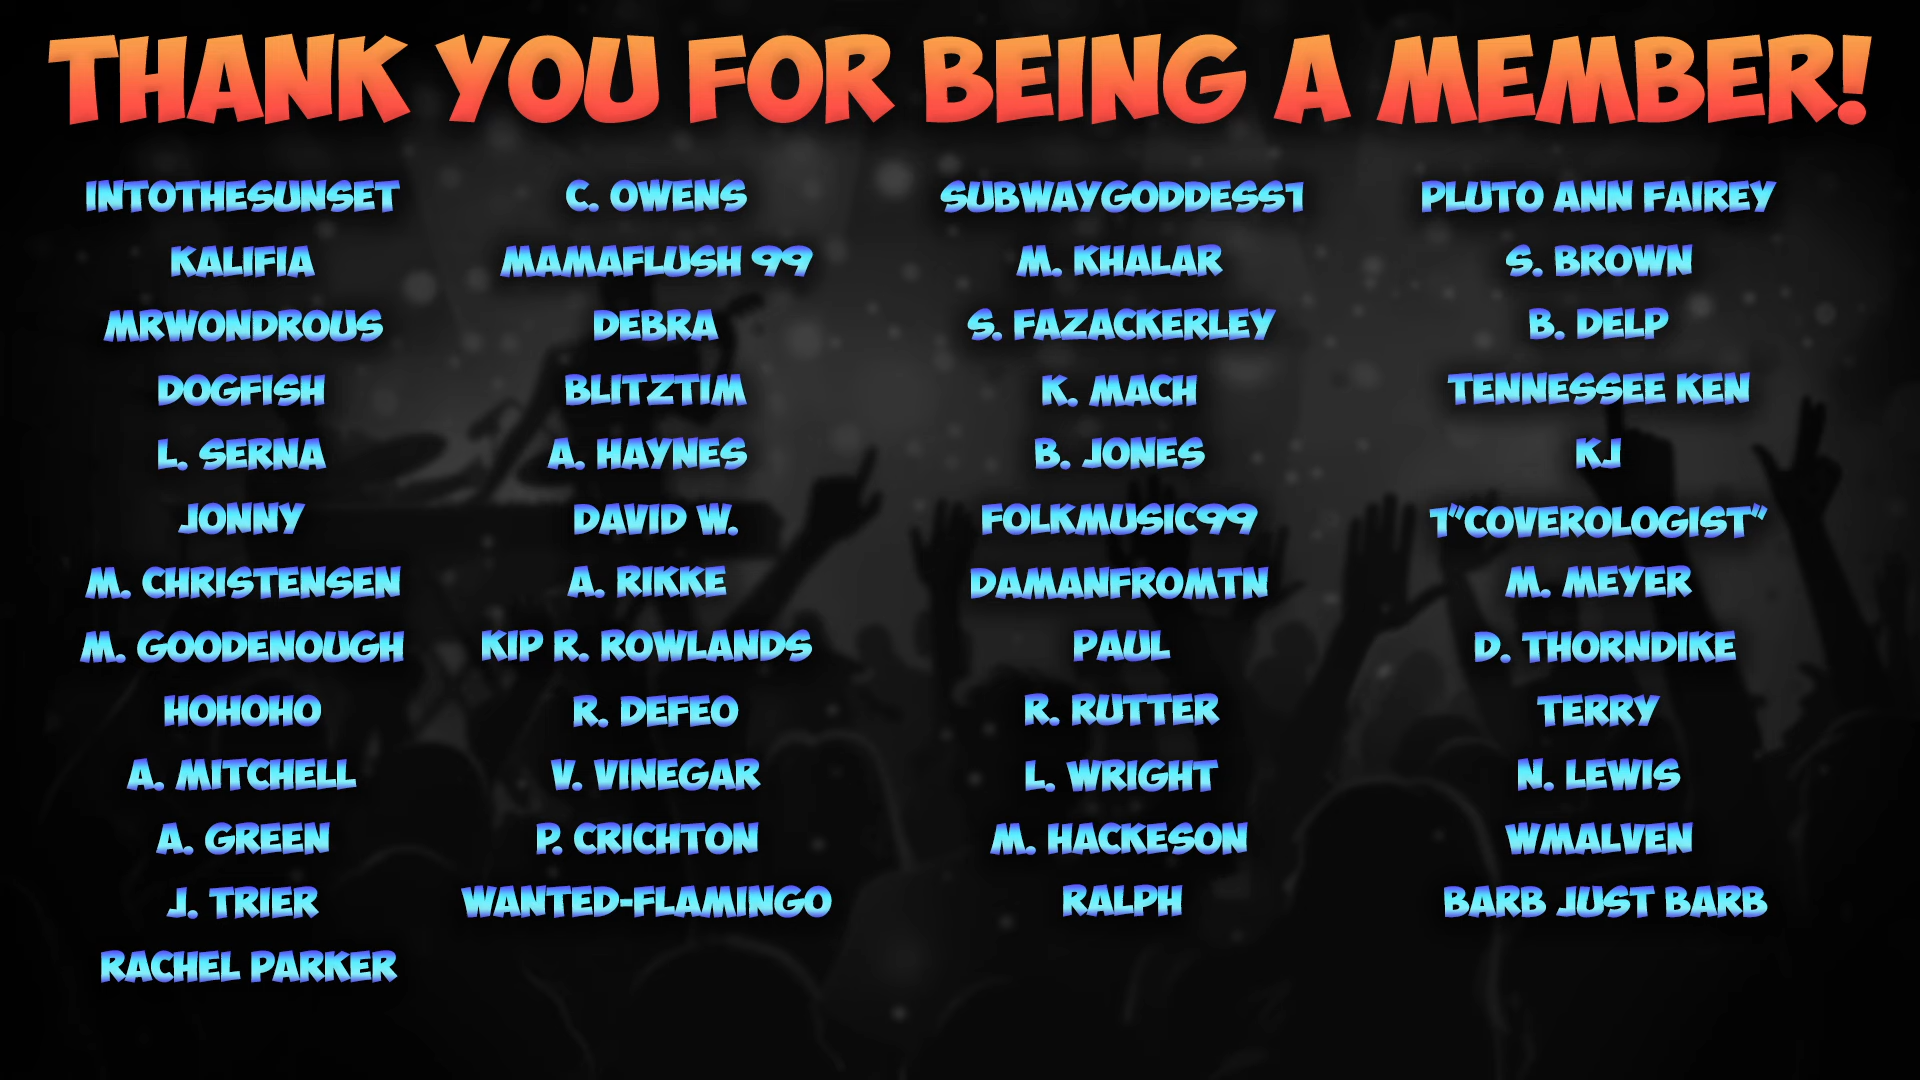 THANK YOU FOR BEING A MEMBER!
INTOTHESUNSET
KALIFIA
MRWONDROUS
DOGFISH
L. SERNA
JONNY
M. CHRISTENSEN
M. GOODENOUGH
HOHOHO
A. MITCHELL
A. GREEN
J. TRIER
RACHEL PARKER
C. OWENS
MAMAFLUSH 99
DEBRA
BLITZTIM
A. HAYNES
DAVID W.
A. RIKKE
KIP R. ROWLANDS
R. DEFEO
V. VINEGAR
P. CRICHTON
WANTED-FLAMINGO
SUBWAYGODDESS1
M. KHALAR
S. FAZACKERLEY
K. MACH
B. JONES
FOLKMUSIC99
DAMANFROMTN
PAUL
R. RUTTER
L. WRIGHT
M. HACKESON
RALPH
PLUTO ANN FAIREY
S. BROWN
B. DELP
TENNESSEE KEN
KJ
1"COVEROLOGIST"
M. MEYER
D. THORNDIKE
TERRY
N. LEWIS
WMALVEN
BARB JUST BARB